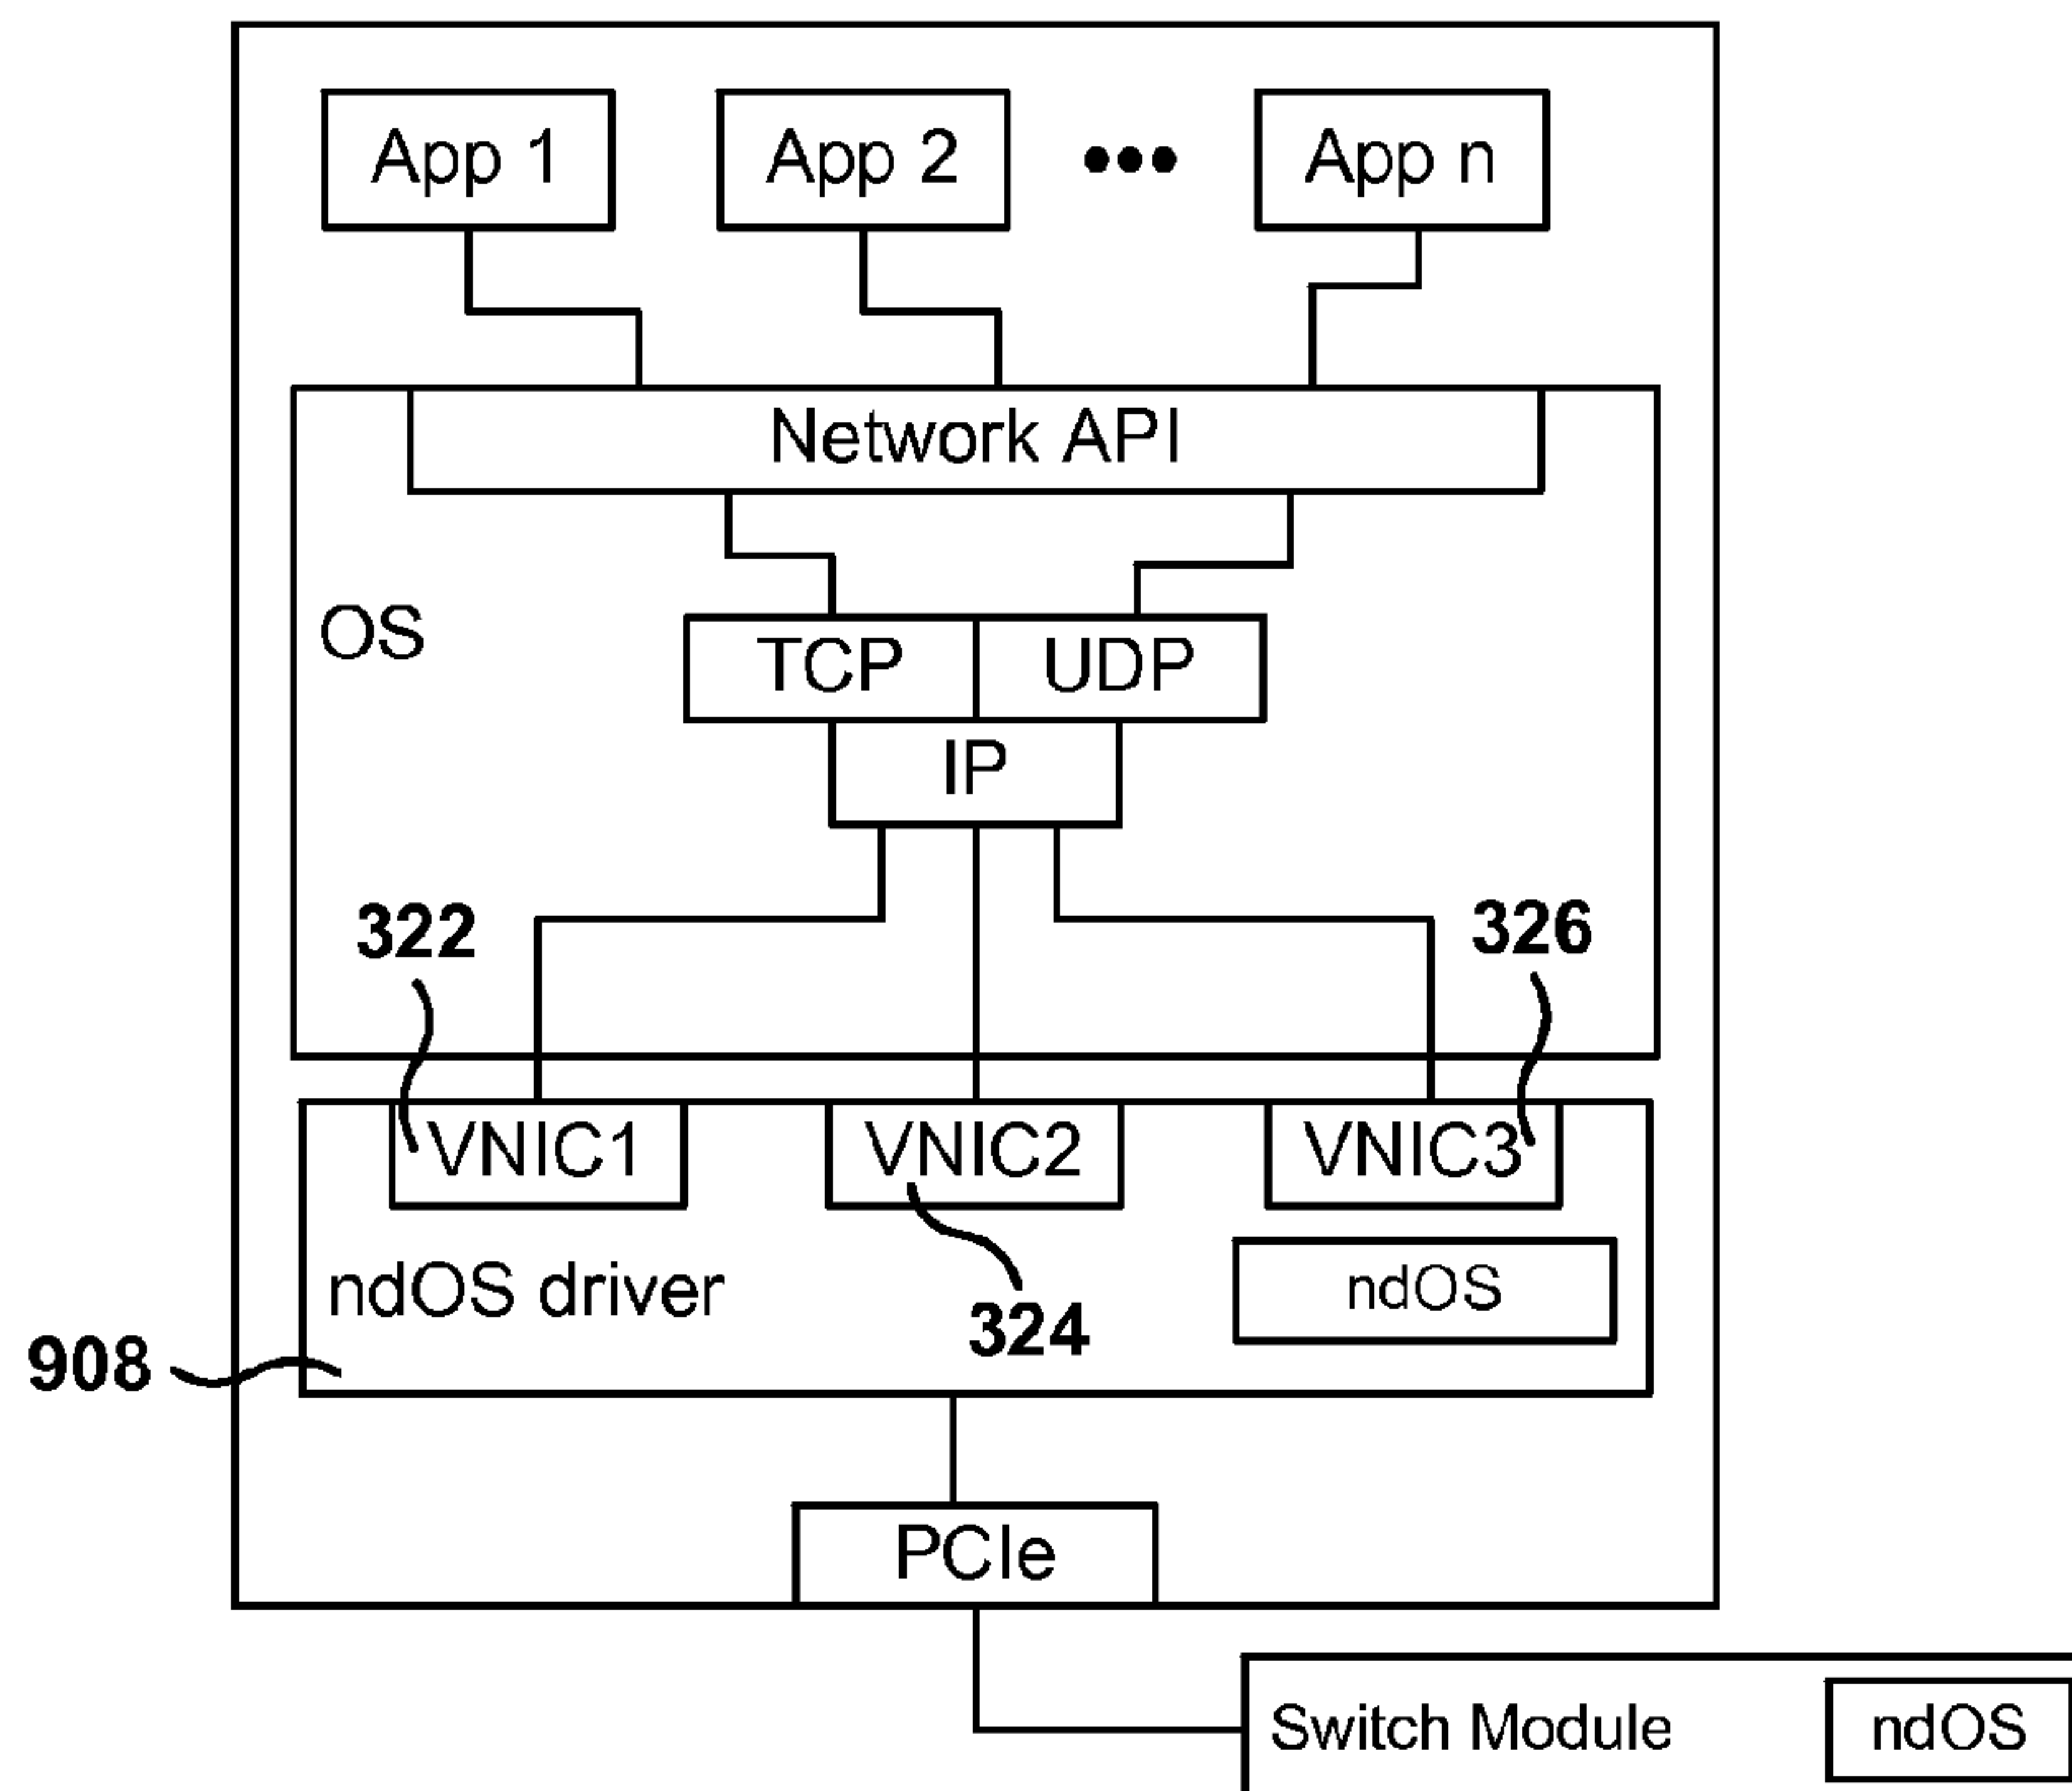 App 1
App 2
•••
App n
Network API
OS
TCP
UDP
IP
322
326
VNIC1
VNIC2
VNIC3
ndOS driver
ndOS
324
908
PCIe
Switch Module
ndOS